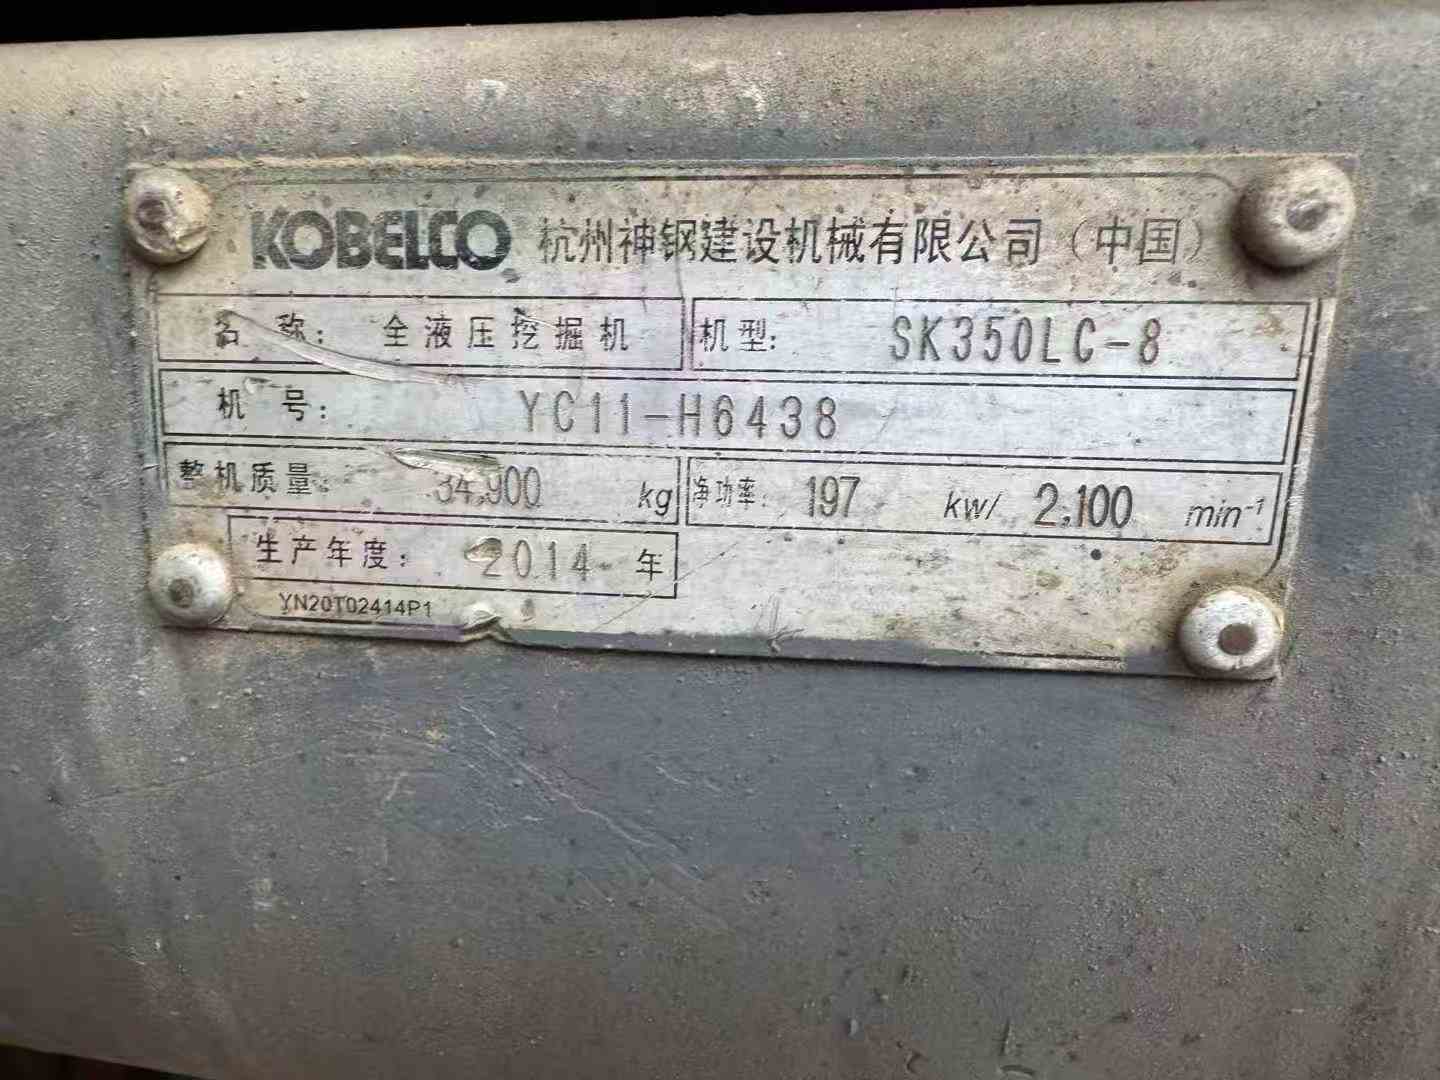 KOBELCO 杭州神钢建设机械有限公司(中国)
名 称: 全液压挖掘机 机型: SK350LC-8
机 号: YC11-H6438
整机质量: 34,900 kg 净功率: 197 kw/ 2,100 min⁻¹
生产年度: 2014 年
YN20T02414P1